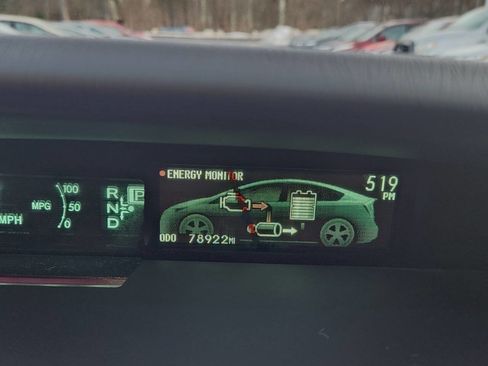 100
MPG 50
0
MPH
R
P
N
D
ENERGY MONITOR
519
PM
ODO 78922MI